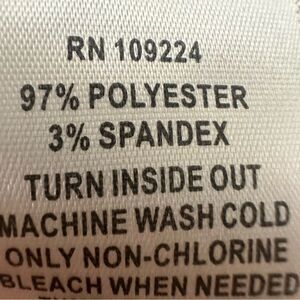 RN 109224
97% POLYESTER
3% SPANDEX
TURN INSIDE OUT
MACHINE WASH COLD
ONLY NON-CHLORINE
BLEACH WHEN NEEDED